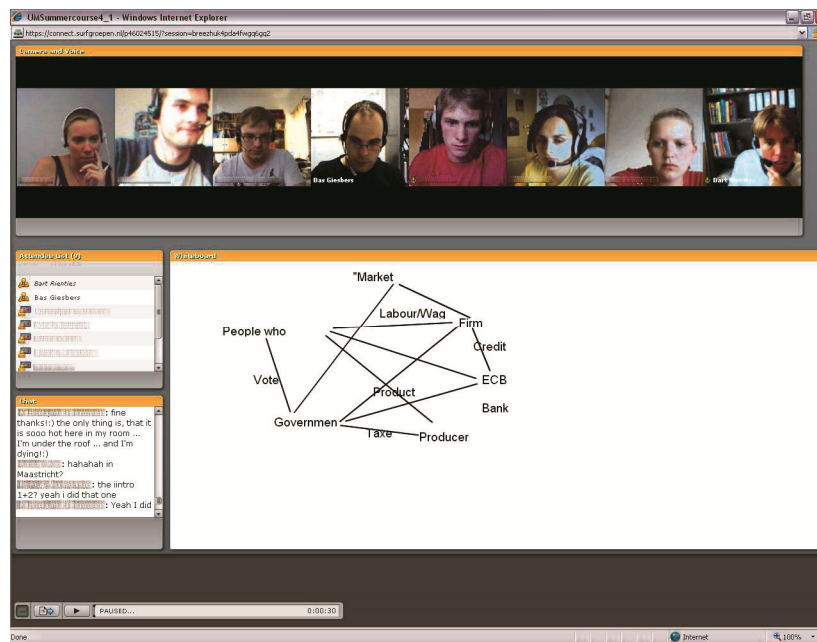 UMSummercourse4_1 - Windows Internet Explorer
https://connect.surfgroepen.nl/p46024515/?session=breezhuk4pda4fwgq6gq2
Camera and Voice
Bas Giesbers
Bart
Attendee List (9)
Bart Rienties
Bas Giesbers
Whiteboard
"Market
Labour/Wag
Firm
People who
Credit
Vote
ECB
Product
Bank
Governmen
Taxe
Producer
Chat
: fine
thanks!:) the only thing is, that it
is sooo hot here in my room ...
I'm under the roof ... and I'm
dying!:)
: hahahah in
Maastricht?
: the iintro
1+2? yeah i did that one
: Yeah I did
PAUSED...
0:00:30
Done
Internet
100%